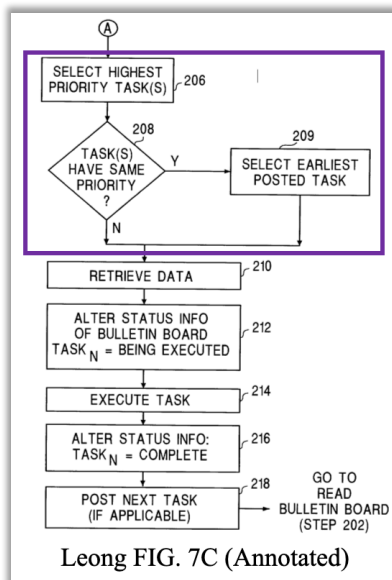 A
SELECT HIGHEST
PRIORITY TASK(S)
206
208
TASK(S)
HAVE SAME
PRIORITY
?
Y
N
209
SELECT EARLIEST
POSTED TASK
RETRIEVE DATA
210
ALTER STATUS INFO
OF BULLETIN BOARD
TASK N = BEING EXECUTED
212
EXECUTE TASK
214
ALTER STATUS INFO:
TASK N = COMPLETE
216
POST NEXT TASK
(IF APPLICABLE)
218
GO TO
READ
BULLETIN BOARD
(STEP 202)
Leong FIG. 7C (Annotated)